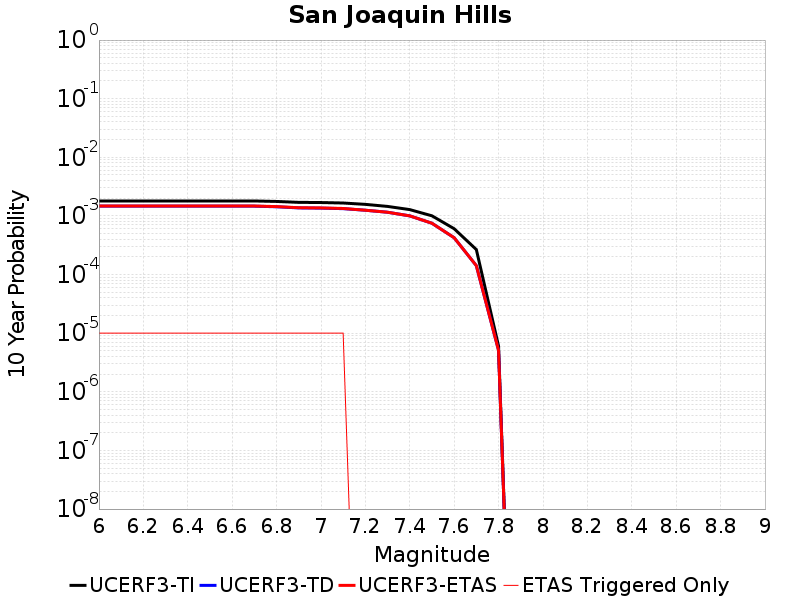 San Joaquin Hills
10^0
10^-1
10^-2
10^-3
10^-4
10^-5
10^-6
10^-7
10^-8
10 Year Probability
6 6.2 6.4 6.6 6.8 7 7.2 7.4 7.6 7.8 8 8.2 8.4 8.6 8.8 9
Magnitude
UCERF3-TI UCERF3-TD UCERF3-ETAS ETAS Triggered Only